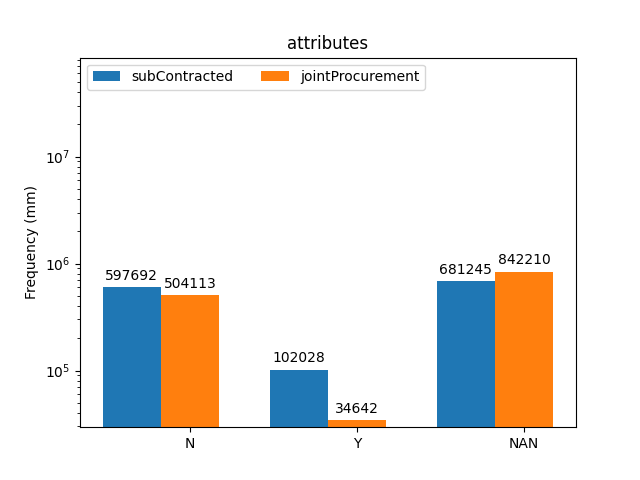 attributes
subContracted jointProcurement
Frequency (mm)
10^7
10^6
10^5
597692 504113
102028 34642
681245 842210
N Y NAN